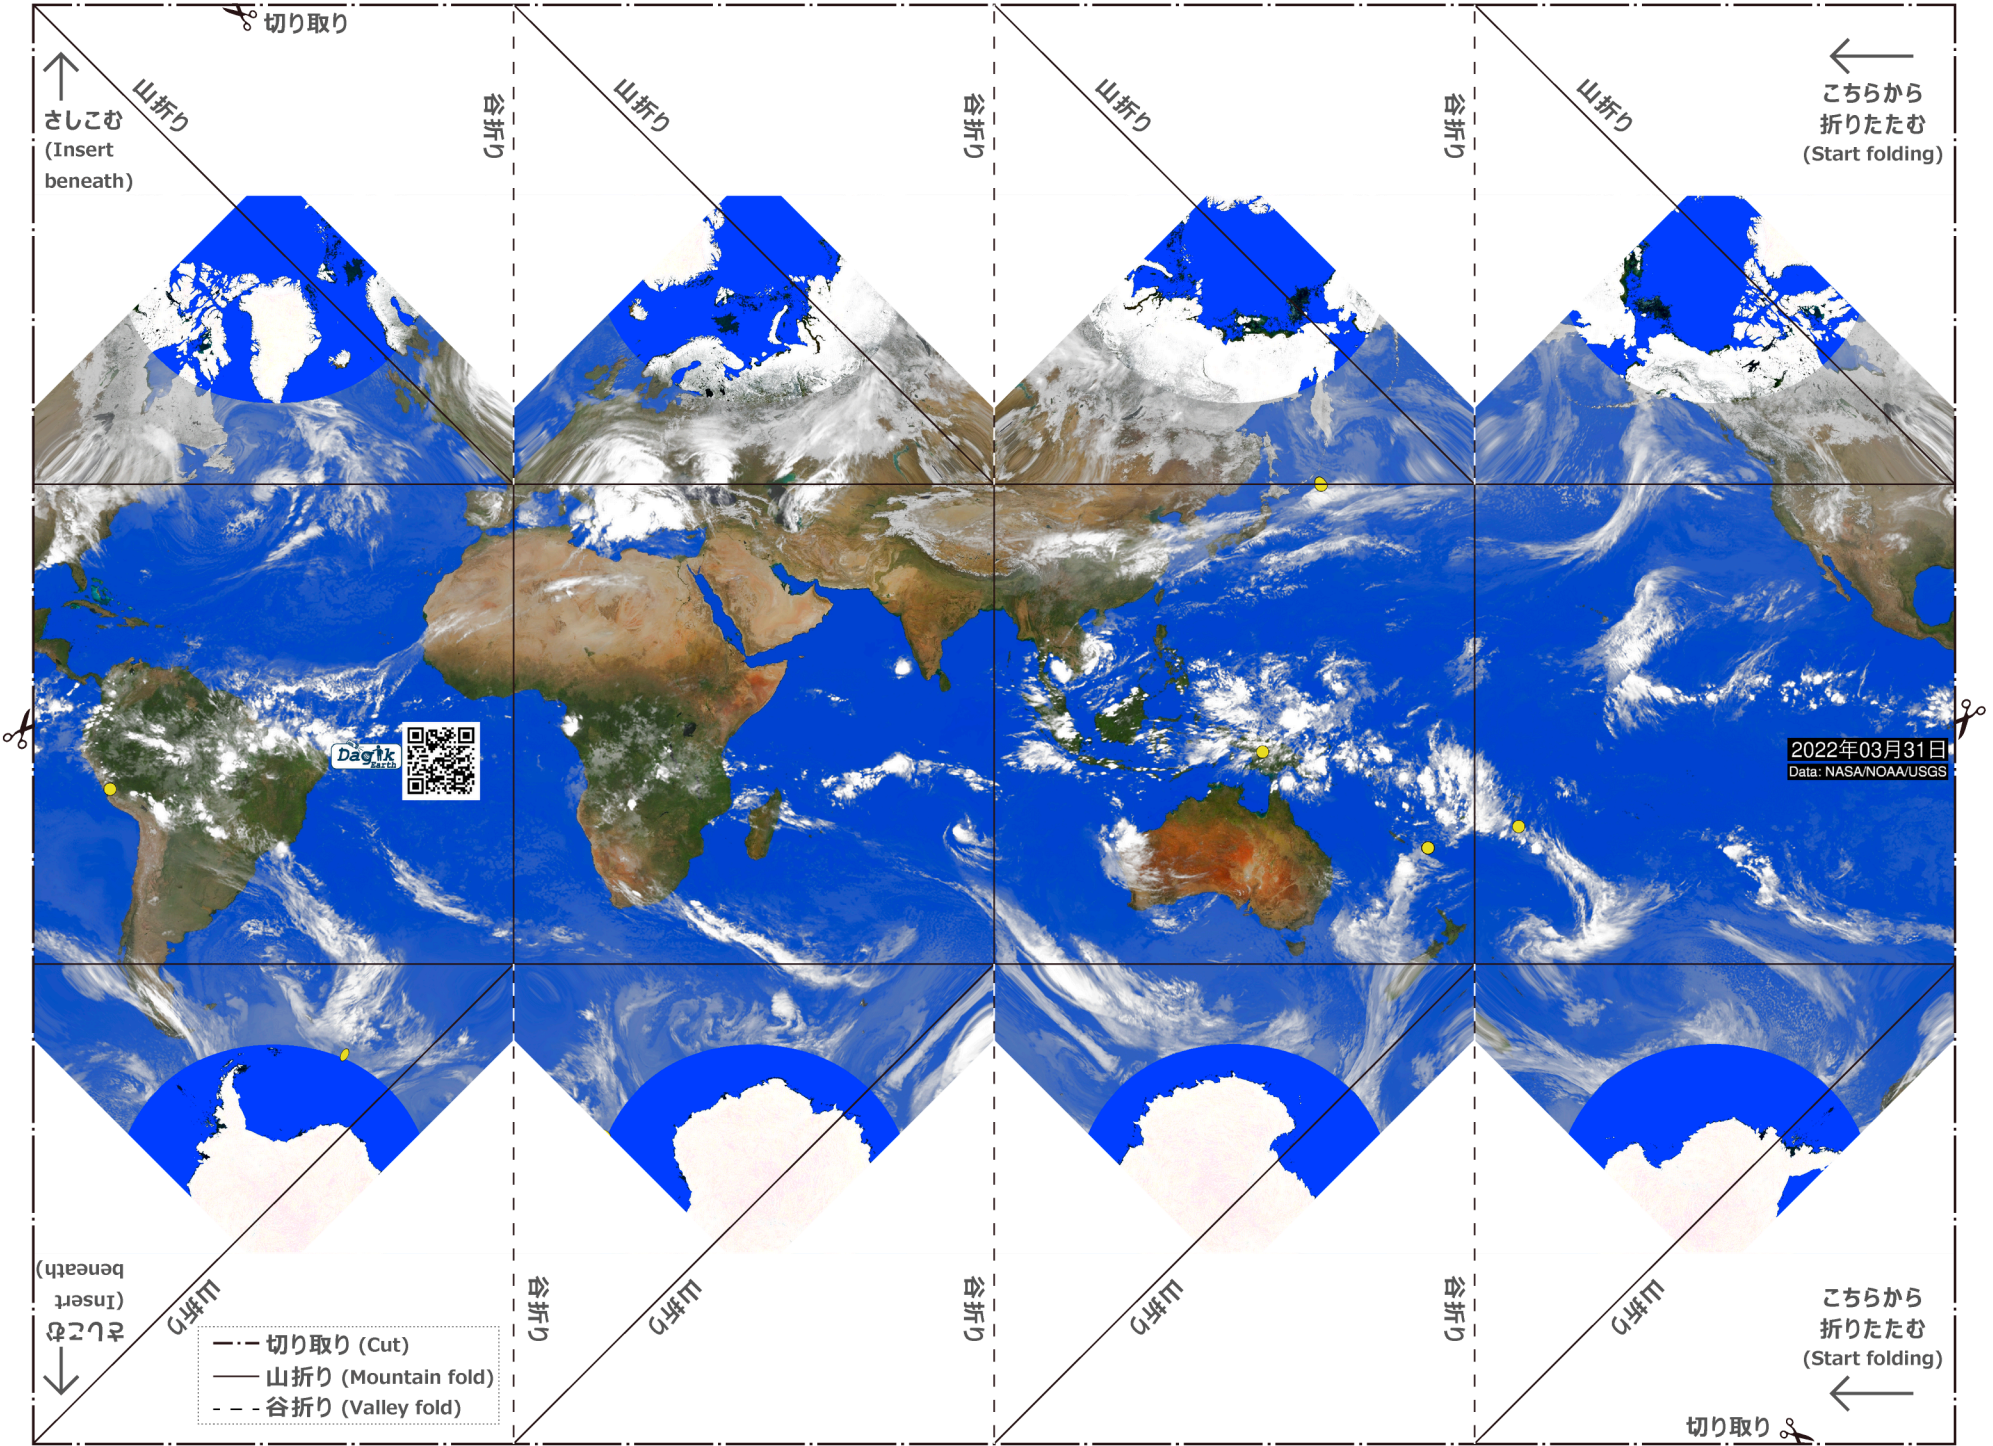 切り取り
さしこむ
(Insert
beneath)
山折り
谷折り
山折り
谷折り
山折り
谷折り
山折り
こちらから
折りたたむ
(Start folding)
Dagik
Earth
2022年03月31日
Data: NASA/NOAA/USGS
さしこむ
(Insert
beneath)
山折り
谷折り
山折り
谷折り
山折り
谷折り
山折り
こちらから
折りたたむ
(Start folding)
切り取り (Cut)
山折り (Mountain fold)
谷折り (Valley fold)
切り取り